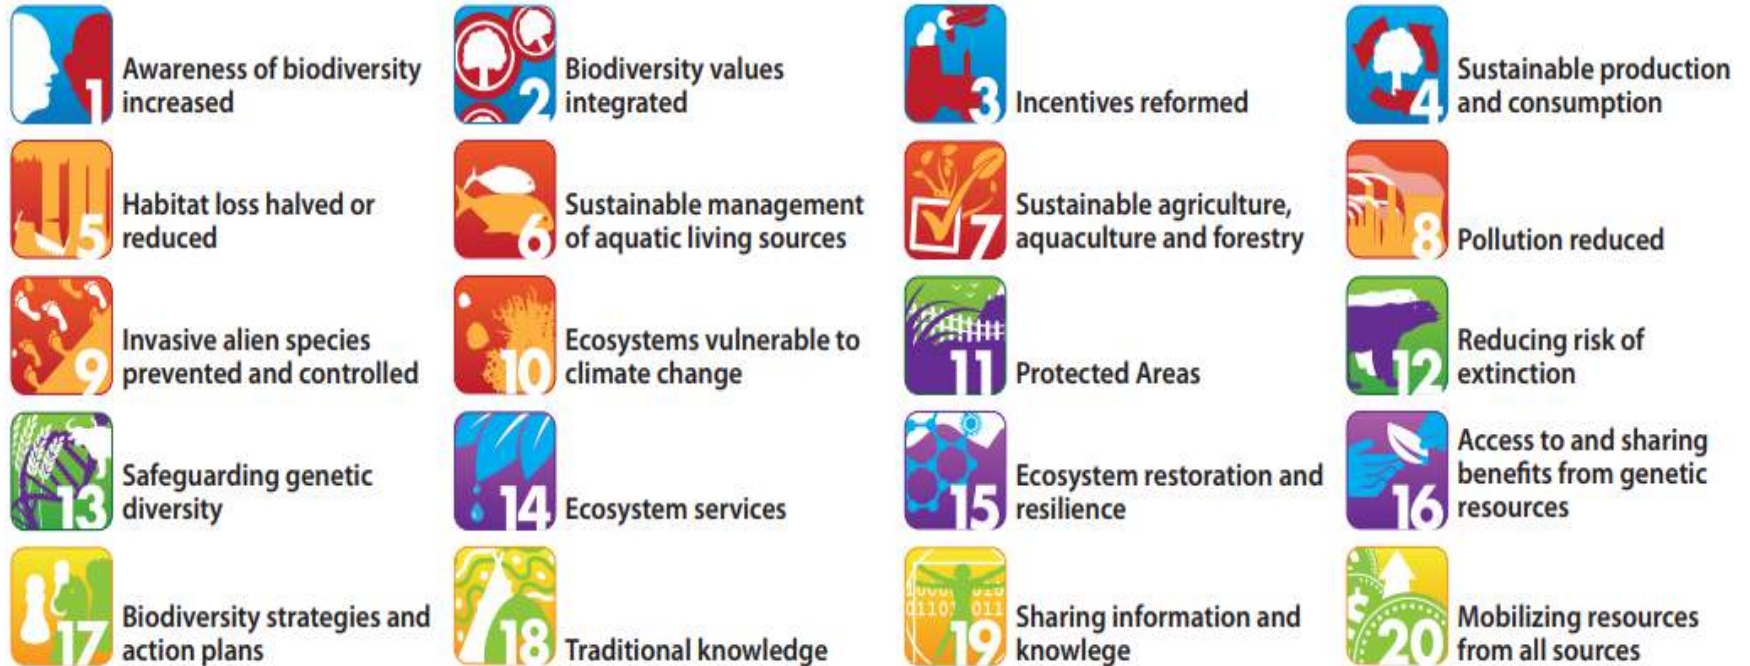 1 Awareness of biodiversity
increased
2 Biodiversity values
integrated
3 Incentives reformed
4 Sustainable production
and consumption
5 Habitat loss halved or
reduced
6 Sustainable management
of aquatic living sources
7 Sustainable agriculture,
aquaculture and forestry
8 Pollution reduced
9 Invasive alien species
prevented and controlled
10 Ecosystems vulnerable to
climate change
11 Protected Areas
12 Reducing risk of
extinction
13 Safeguarding genetic
diversity
14 Ecosystem services
15 Ecosystem restoration and
resilience
16 Access to and sharing
benefits from genetic
resources
17 Biodiversity strategies and
action plans
18 Traditional knowledge
19 Sharing information and
knowlege
20 Mobilizing resources
from all sources